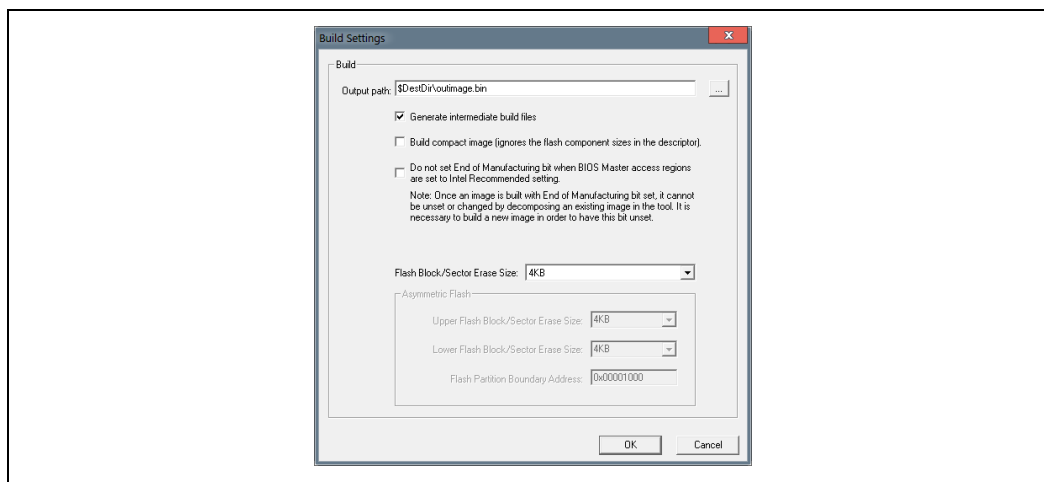 Build Settings
x
Build
Output path: $DestDir\outimage.bin
...
Generate intermediate build files
Build compact image (ignores the flash component sizes in the descriptor).
Do not set End of Manufacturing bit when BIOS Master access regions
are set to Intel Recommended setting.
Note: Once an image is built with End of Manufacturing bit set, it cannot
be unset or changed by decomposing an existing image in the tool. It is
necessary to build a new image in order to have this bit unset.
Flash Block/Sector Erase Size: 4KB
Asymmetric Flash
Upper Flash Block/Sector Erase Size: 4KB
Lower Flash Block/Sector Erase Size: 4KB
Flash Partition Boundary Address: 0x00001000
OK Cancel